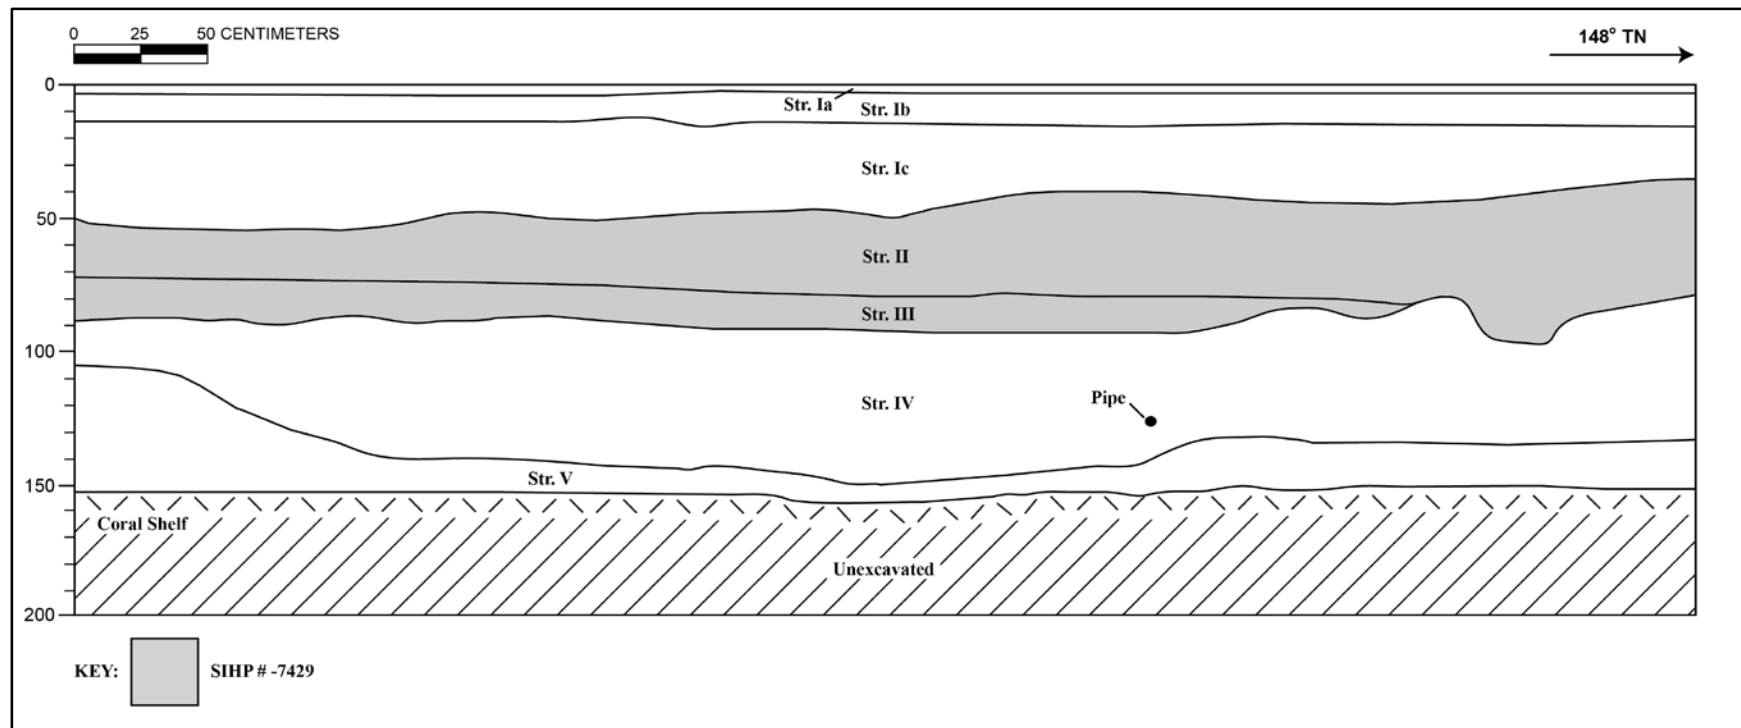 0 25 50 CENTIMETERS
148° TN
0
Str. Ia
Str. Ib
Str. Ic
50
Str. II
Str. III
100
Pipe
Str. IV
Str. V
150
Coral Shelf
Unexcavated
200
KEY: SIHP # -7429